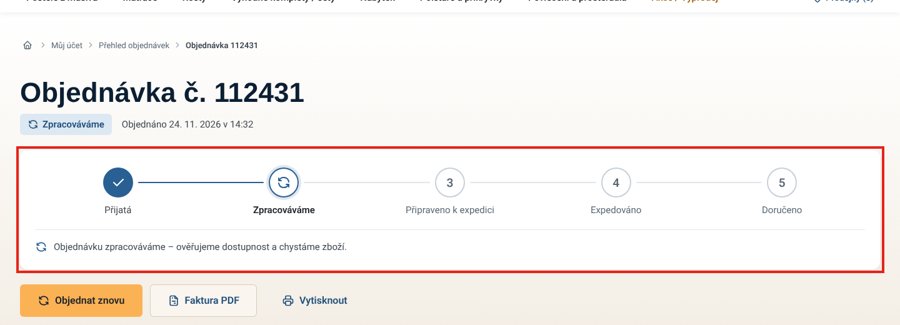 Můj účet > Přehled objednávek > Objednávka 112431
Objednávka č. 112431
Zpracováváme Objednáno 24. 11. 2026 v 14:32
3 4 5
Přijatá Zpracováváme Připraveno k expedici Expedováno Doručeno
Objednávku zpracováváme – ověřujeme dostupnost a chystáme zboží.
Objednat znovu Faktura PDF Vytisknout